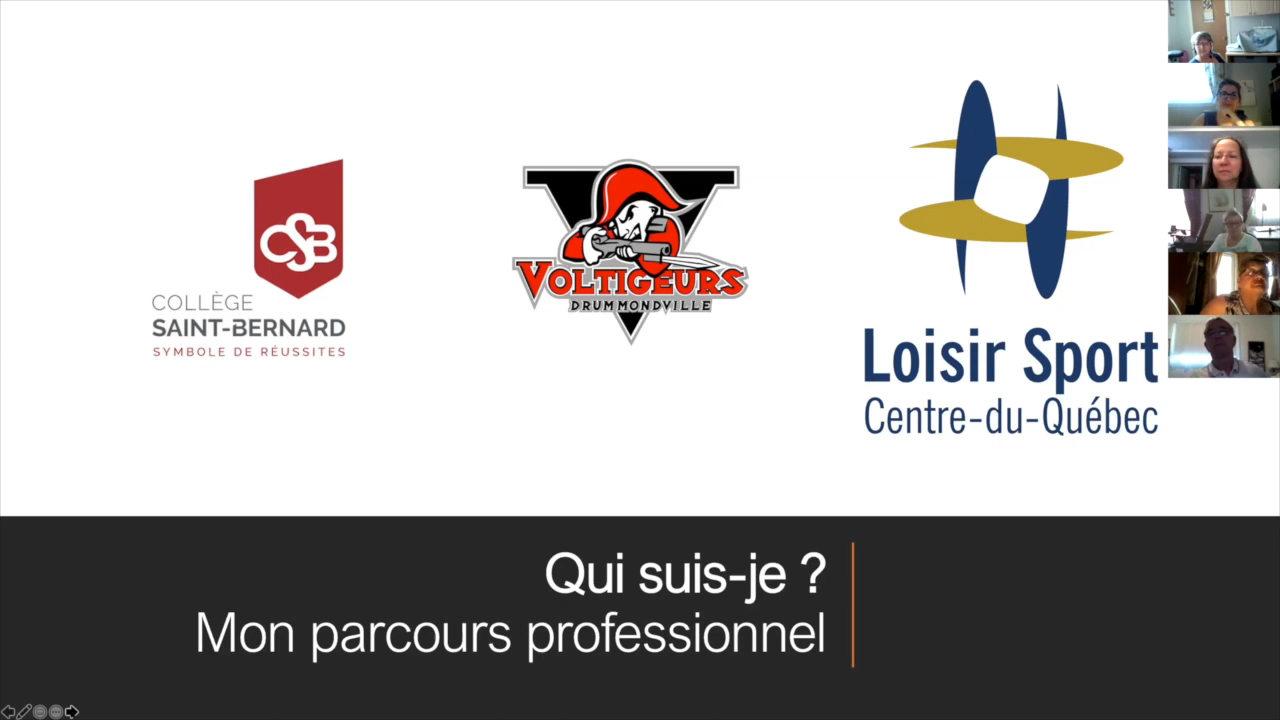 CSB
COLLÈGE
SAINT-BERNARD
SYMBOLE DE RÉUSSITES
VOLTIGEURS
DRUMMONDVILLE
Loisir Sport
Centre-du-Québec
Qui suis-je ?
Mon parcours professionnel